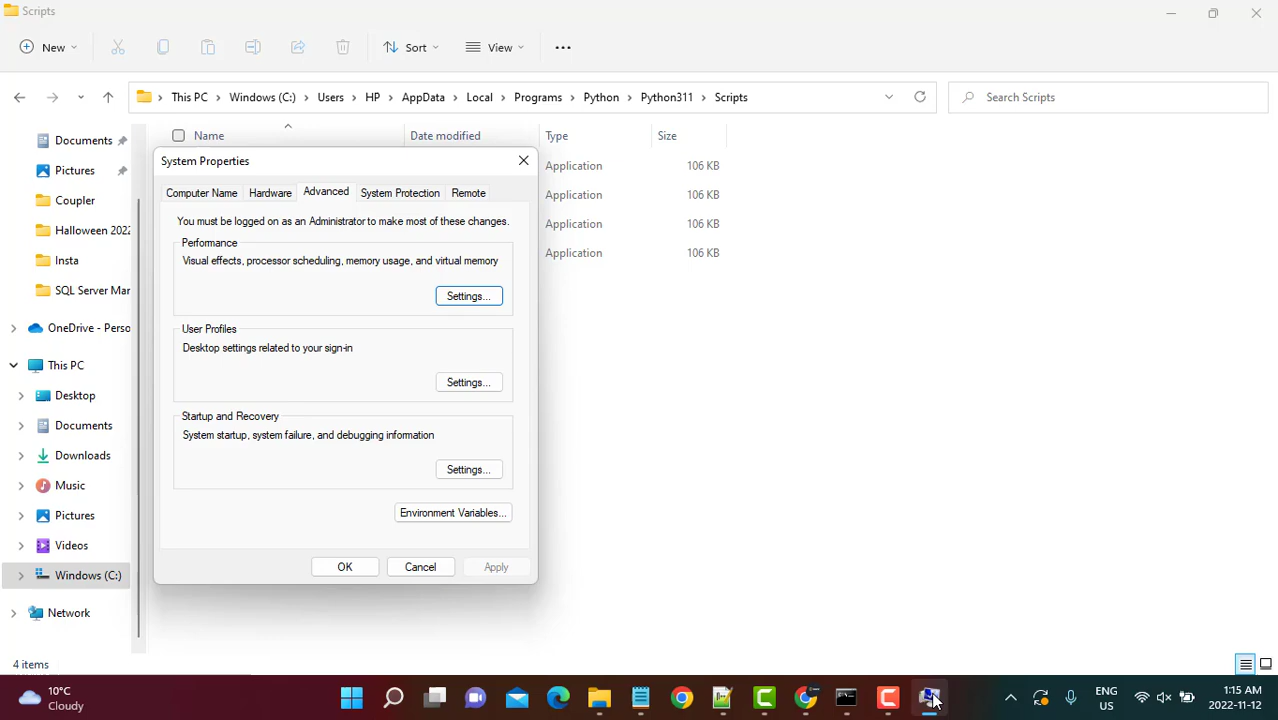 Scripts
New
Sort
View
This PC
Windows (C:)
Users
HP
AppData
Local
Programs
Python
Python311
Scripts
Search Scripts
Name
Date modified
Type
Size
Documents
Pictures
Coupler
Halloween 2022
Insta
SQL Server Mar
OneDrive - Perso
This PC
Desktop
Documents
Downloads
Music
Pictures
Videos
Windows (C:)
Network
Application 106 KB
Application 106 KB
Application 106 KB
Application 106 KB
System Properties
Computer Name Hardware Advanced System Protection Remote
You must be logged on as an Administrator to make most of these changes.
Performance
Visual effects, processor scheduling, memory usage, and virtual memory
Settings...
User Profiles
Desktop settings related to your sign-in
Settings...
Startup and Recovery
System startup, system failure, and debugging information
Settings...
Environment Variables...
OK Cancel Apply
4 items
10°C
Cloudy
ENG
US
1:15 AM
2022-11-12